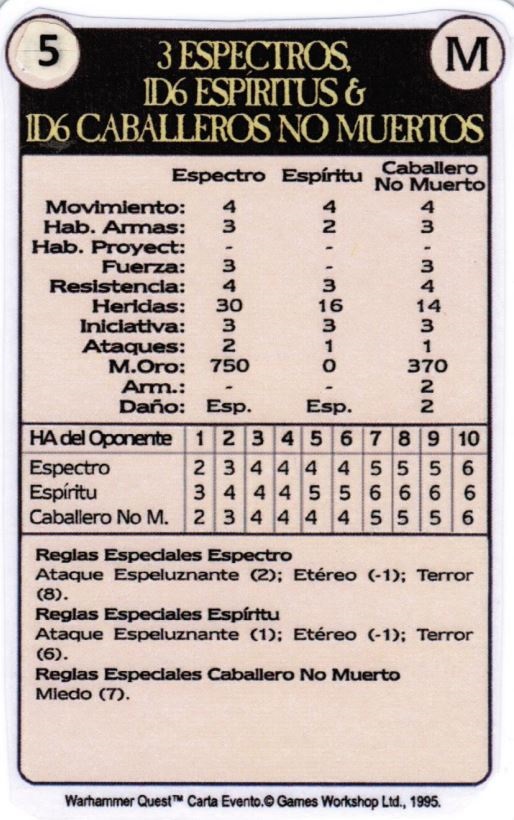 5 M
3 ESPECTROS,
1D6 ESPÍRITUS &
1D6 CABALLEROS NO MUERTOS
Espectro Espíritu Caballero No Muerto
Movimiento: 4 4 4
Hab. Armas: 3 2 3
Hab. Proyect: - - -
Fuerza: 3 - 3
Resistencia: 4 3 4
Heridas: 30 16 14
Iniciativa: 3 3 3
Ataques: 2 1 1
M.Oro: 750 0 370
Arm.: - - 2
Daño: Esp. Esp. 2
HA del Oponente 1 2 3 4 5 6 7 8 9 10
Espectro 2 3 4 4 4 4 5 5 5 6
Espíritu 3 4 4 4 5 5 6 6 6 6
Caballero No M. 2 3 4 4 4 4 5 5 5 6
Reglas Especiales Espectro
Ataque Espeluznante (2); Etéreo (-1); Terror
(8).
Reglas Especiales Espíritu
Ataque Espeluznante (1); Etéreo (-1); Terror
(6).
Reglas Especiales Caballero No Muerto
Miedo (7).
Warhammer Quest™ Carta Evento.© Games Workshop Ltd., 1995.